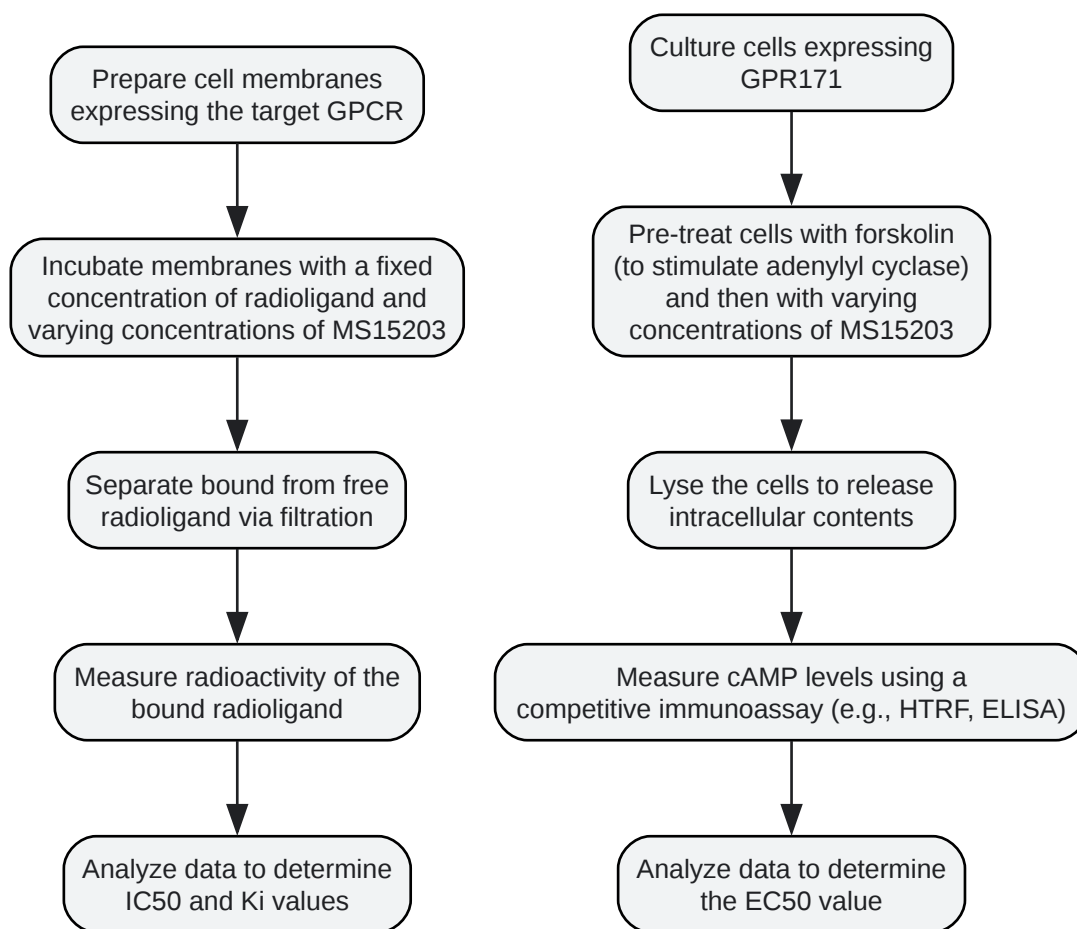 Prepare cell membranes
expressing the target GPCR
Incubate membranes with a fixed
concentration of radioligand and
varying concentrations of MS15203
Separate bound from free
radioligand via filtration
Measure radioactivity of the
bound radioligand
Analyze data to determine
IC50 and Ki values
Culture cells expressing
GPR171
Pre-treat cells with forskolin
(to stimulate adenylyl cyclase)
and then with varying
concentrations of MS15203
Lyse the cells to release
intracellular contents
Measure cAMP levels using a
competitive immunoassay (e.g., HTRF, ELISA)
Analyze data to determine
the EC50 value